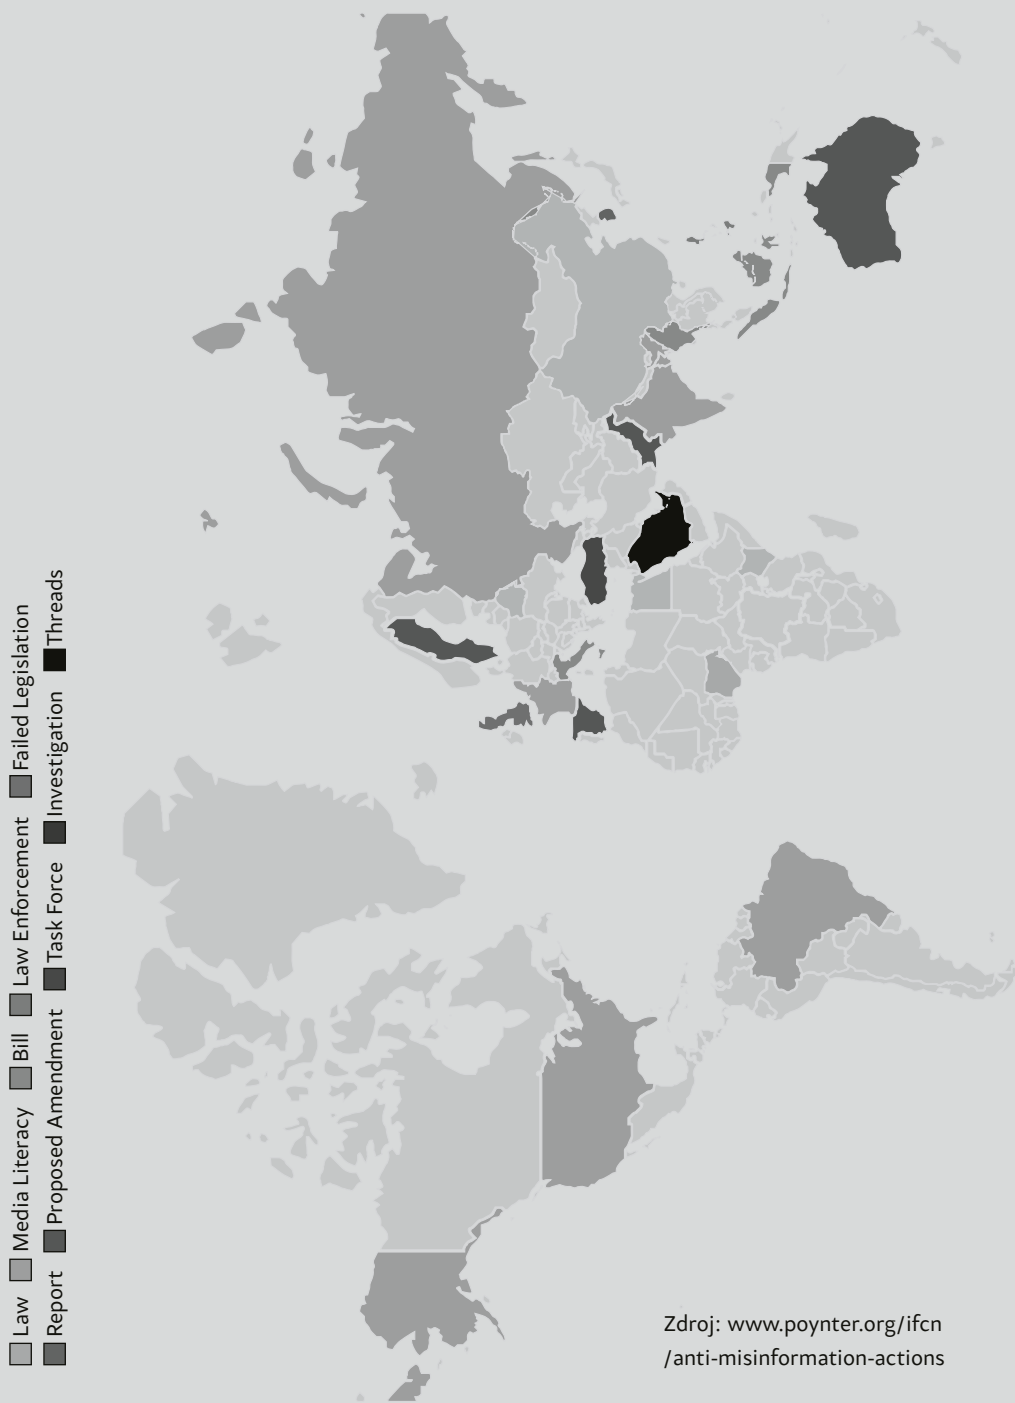 Law Media Literacy Bill Law Enforcement Failed Legislation
Report Proposed Amendment Task Force Investigation Threads
Zdroj: www.poynter.org/ifcn
/anti-misinformation-actions